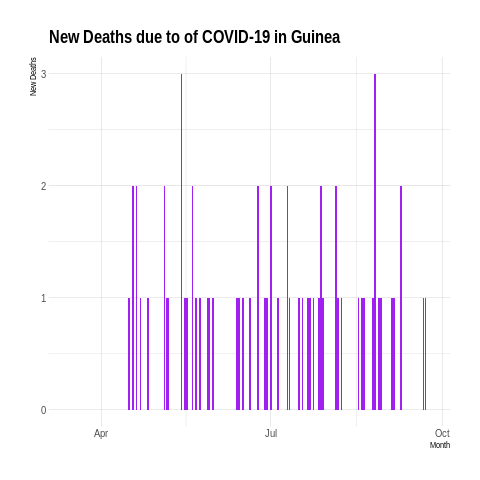 New Deaths due to of COVID-19 in Guinea
New Deaths
3
2
1
0
Apr
Jul
Oct
Month